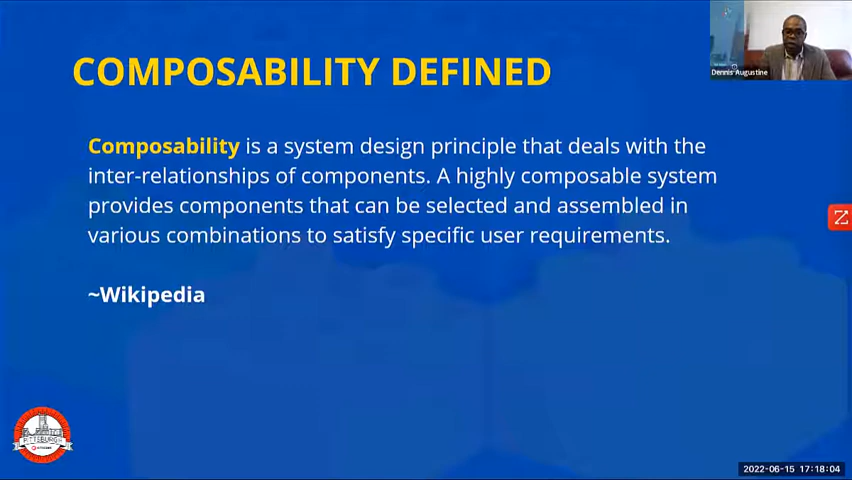 COMPOSABILITY DEFINED
Composability is a system design principle that deals with the
inter-relationships of components. A highly composable system
provides components that can be selected and assembled in
various combinations to satisfy specific user requirements.
~Wikipedia
Dennis Augustine
PITTSBURGH
2022-06-15 17:18:04